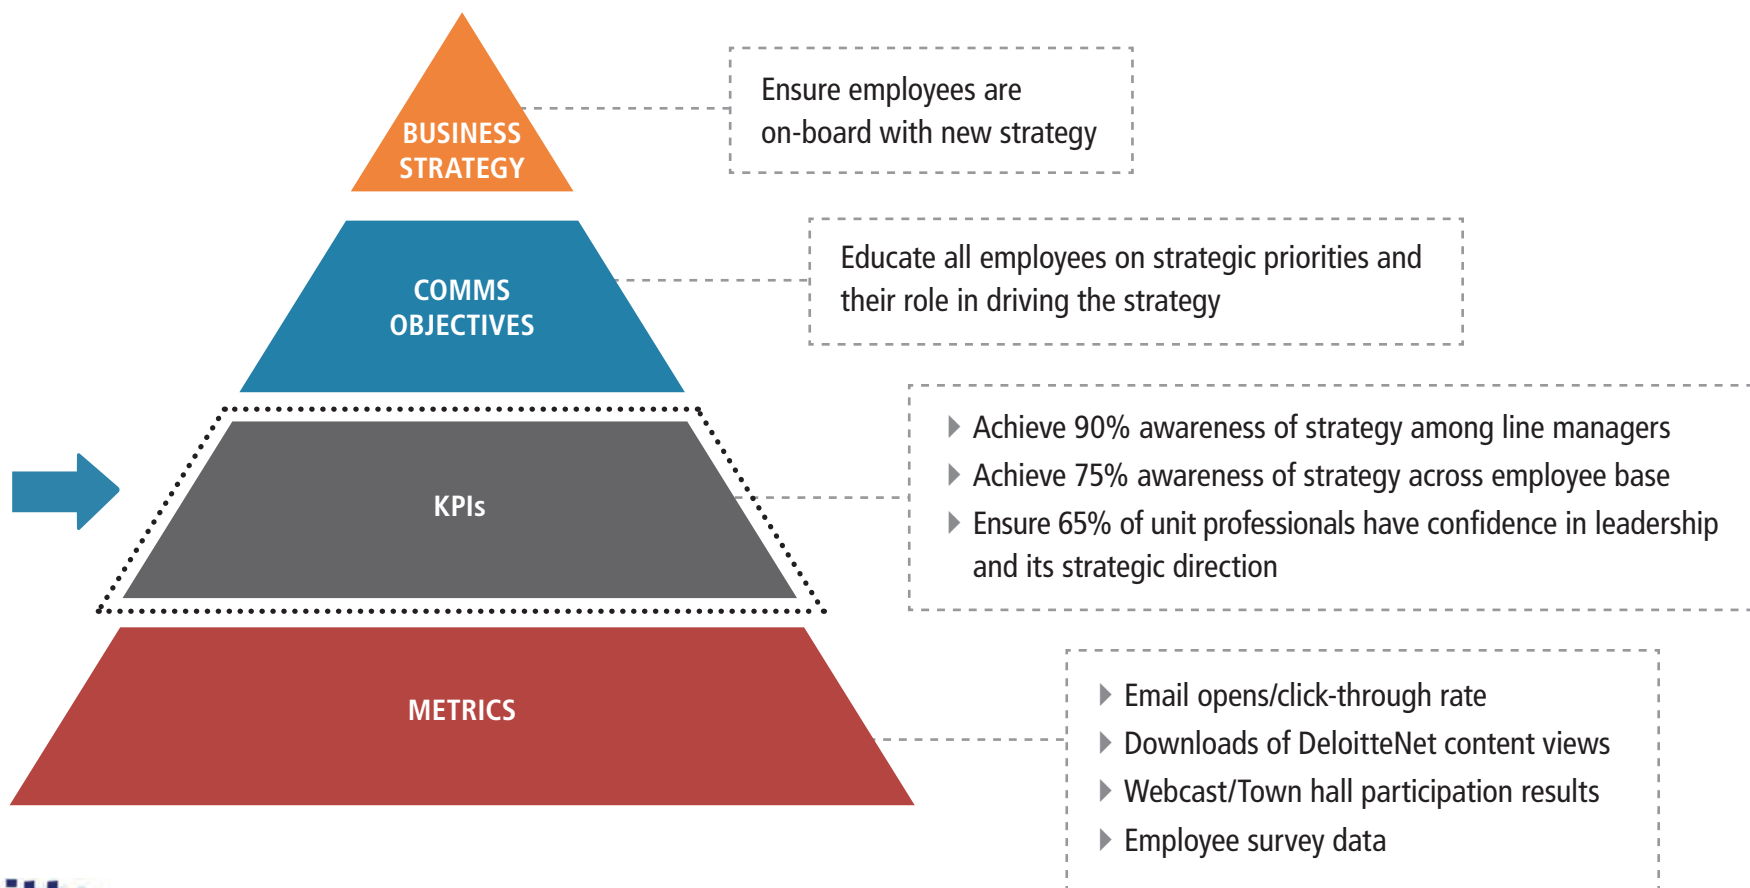 BUSINESS
STRATEGY
Ensure employees are
on-board with new strategy
COMMS
OBJECTIVES
Educate all employees on strategic priorities and
their role in driving the strategy
KPIs
Achieve 90% awareness of strategy among line managers
Achieve 75% awareness of strategy across employee base
Ensure 65% of unit professionals have confidence in leadership
and its strategic direction
METRICS
Email opens/click-through rate
Downloads of DeloitteNet content views
Webcast/Town hall participation results
Employee survey data